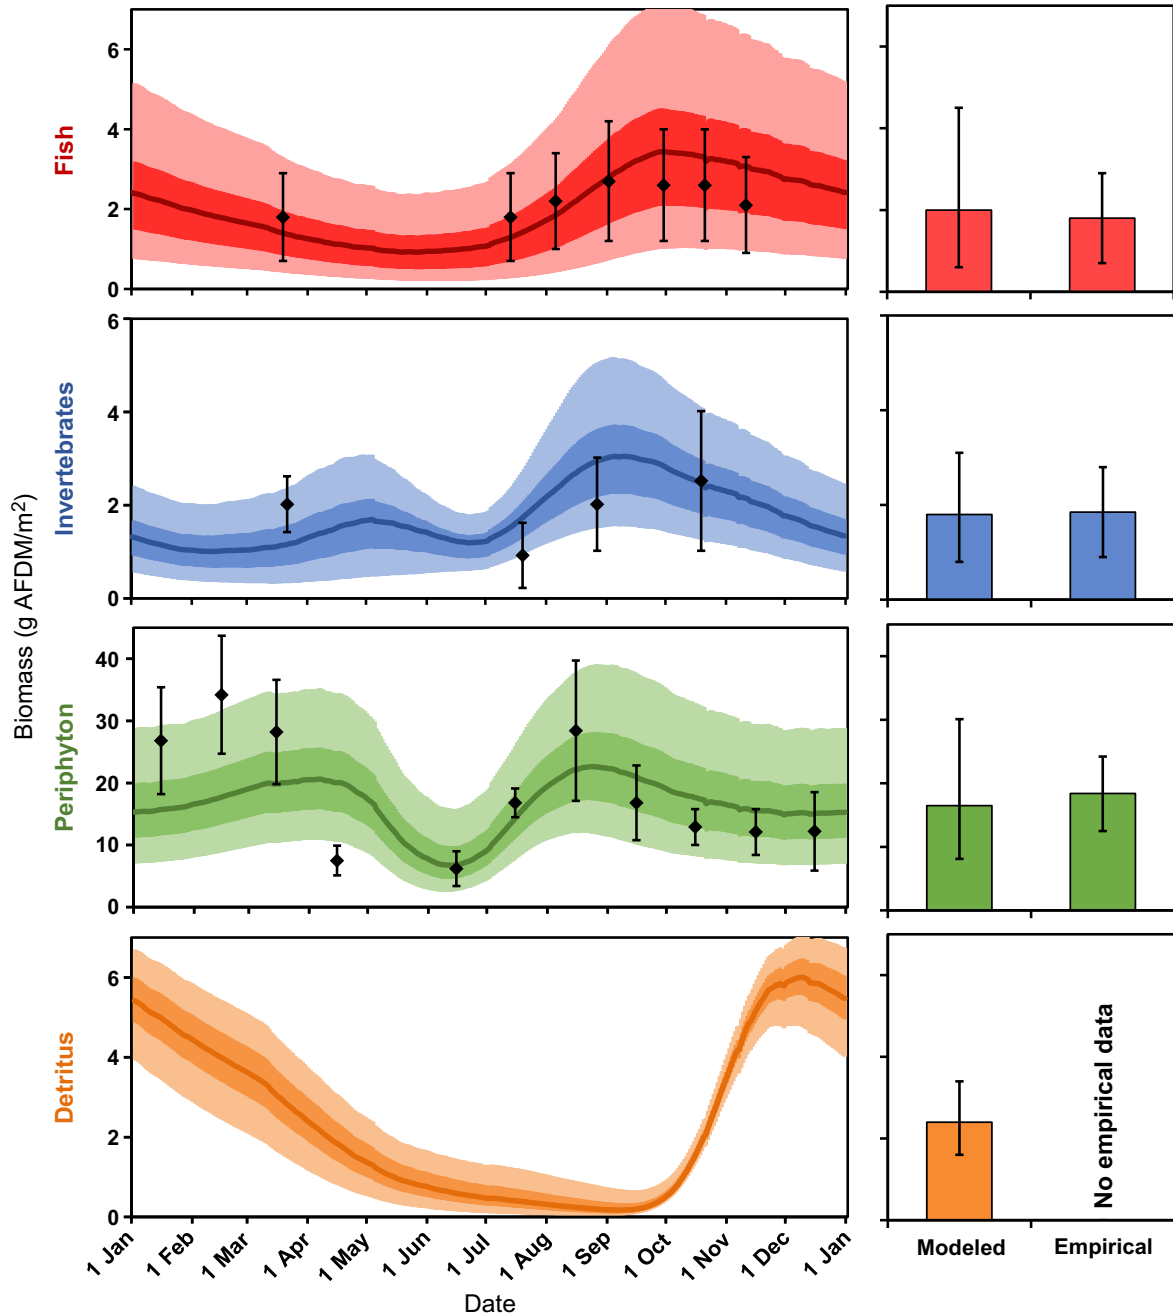 Fish
6
4
2
0
Invertebrates
6
4
2
0
Biomass (g AFDM/m²)
Periphyton
40
30
20
10
0
Detritus
6
4
2
0
1 Jan
1 Feb
1 Mar
1 Apr
1 May
1 Jun
1 Jul
1 Aug
1 Sep
1 Oct
1 Nov
1 Dec
1 Jan
Date
No empirical data
Modeled
Empirical